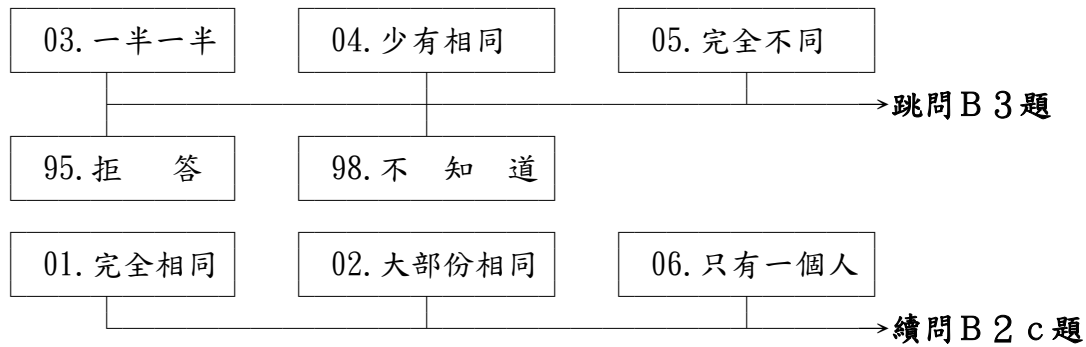 03.一半一半 04.少有相同 05.完全不同
跳問B３題
95.拒　答 98.不　知　道
01.完全相同 02.大部份相同 06.只有一個人
續問B２c題